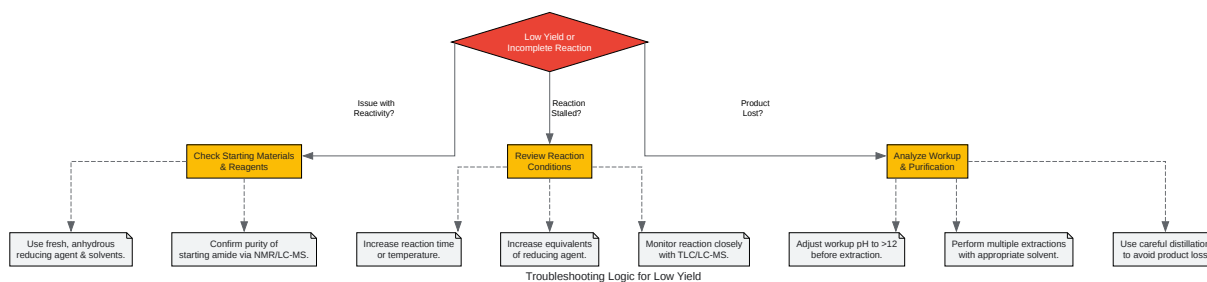 Low Yield or
Incomplete Reaction
Issue with
Reactivity?
Reaction
Stalled?
Product
Lost?
Check Starting Materials
& Reagents
Review Reaction
Conditions
Analyze Workup
& Purification
Use fresh, anhydrous
reducing agent & solvents.
Confirm purity of
starting amide via NMR/LC-MS.
Increase reaction time
or temperature.
Increase equivalents
of reducing agent.
Monitor reaction closely
with TLC/LC-MS.
Adjust workup pH to >12
before extraction.
Perform multiple extractions
with appropriate solvent.
Use careful distillation
to avoid product loss.
Troubleshooting Logic for Low Yield